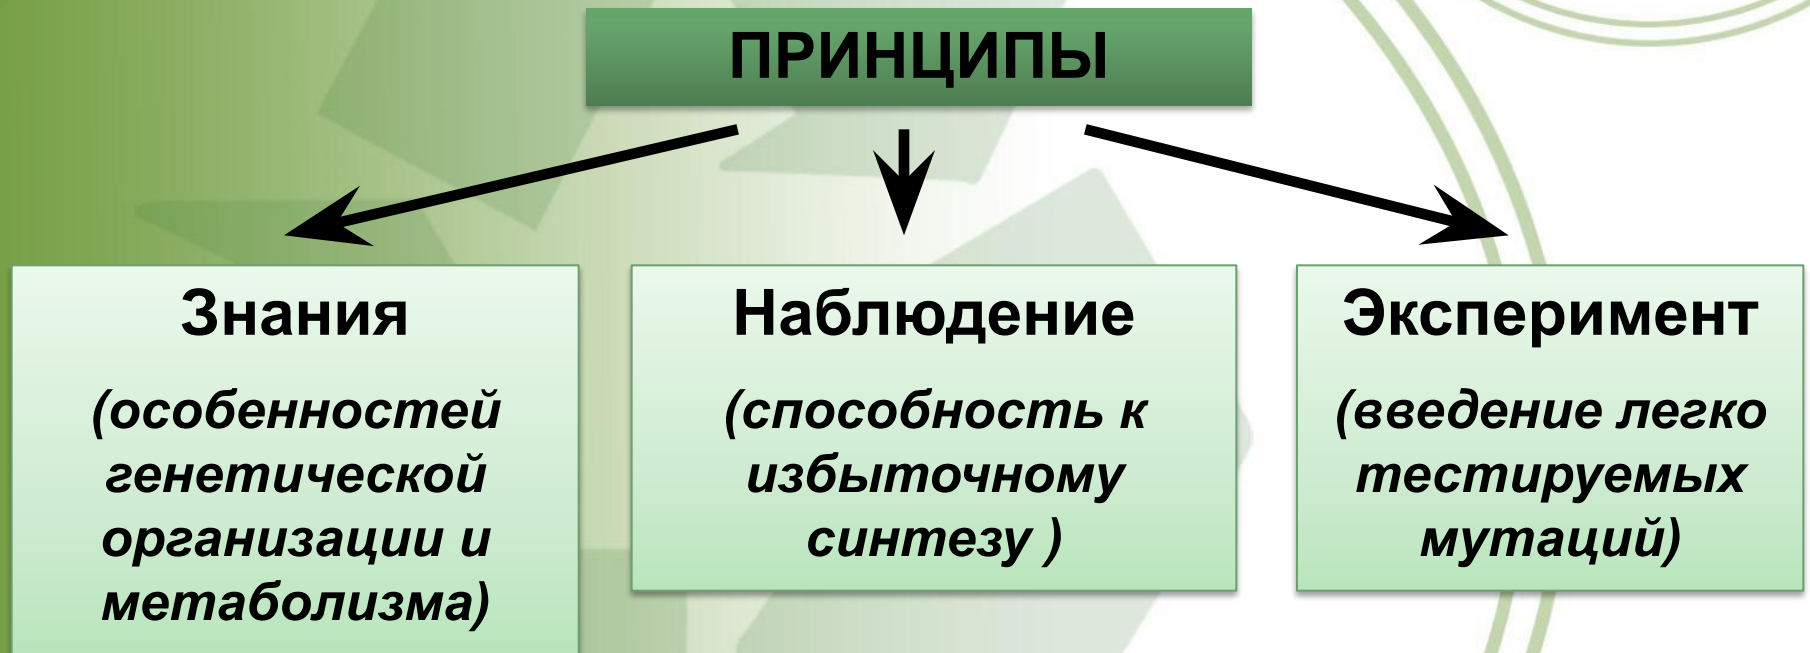 ПРИНЦИПЫ
Знания
(особенностей
генетической
организации и
метаболизма)
Наблюдение
(способность к
избыточному
синтезу )
Эксперимент
(введение легко
тестируемых
мутаций)